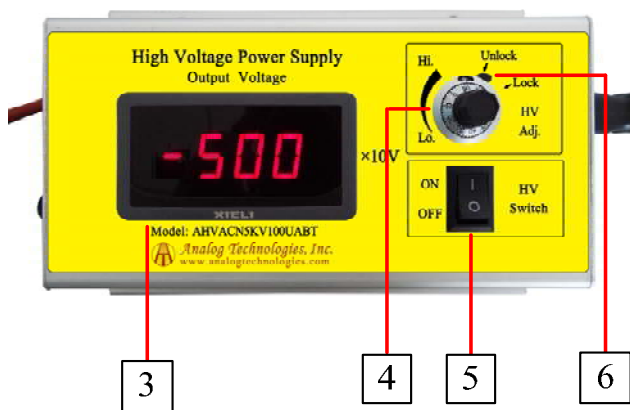 High Voltage Power Supply
Output Voltage
-500
×10V
XIELI
Model: AHVACN5KV100UABT
Analog Technologies, Inc.
www.analogtechnologies.com
Hi.
Unlock
Lock
HV
Adj.
Lo.
ON
OFF
I
O
HV
Switch
3
4
5
6